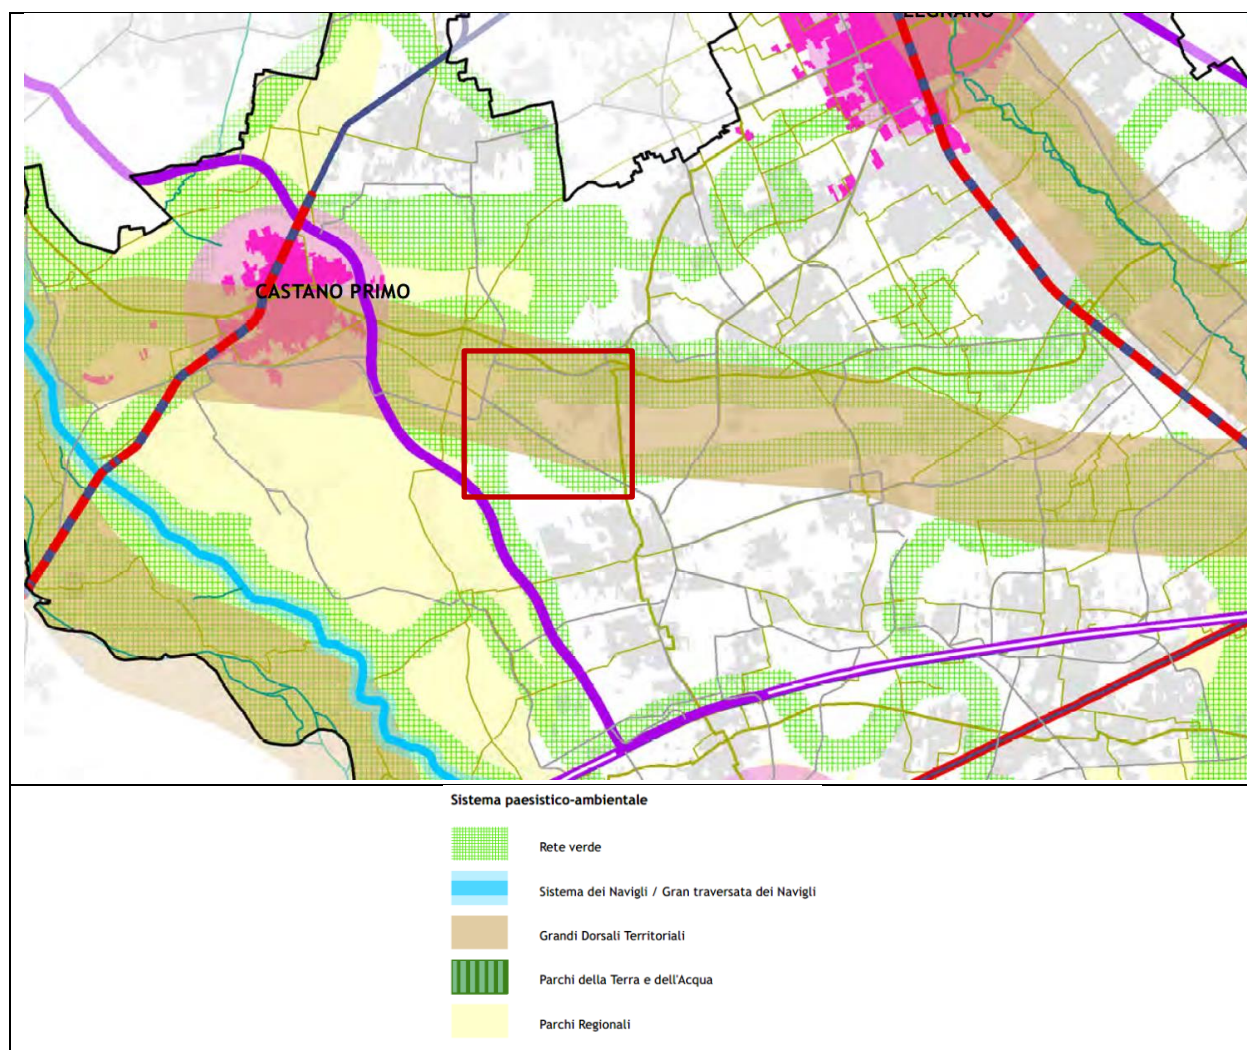 LEGNANO
CASTANO PRIMO
Sistema paesistico-ambientale
Rete verde
Sistema dei Navigli / Gran traversata dei Navigli
Grandi Dorsali Territoriali
Parchi della Terra e dell'Acqua
Parchi Regionali